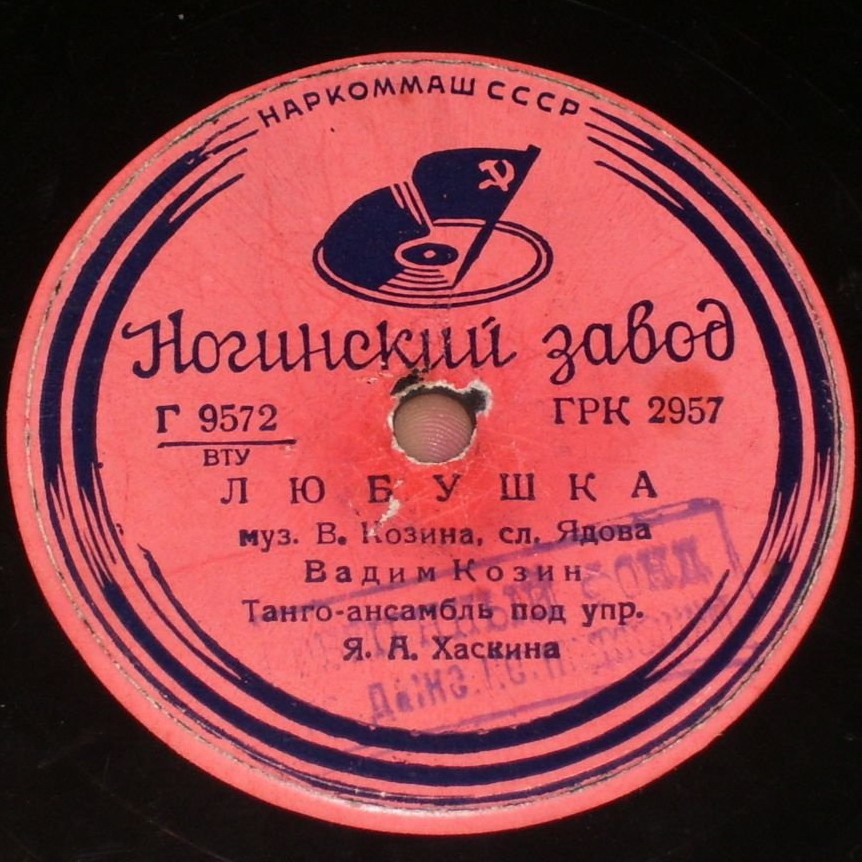 НАРКОММАШ СССР
Ногинский завод
Г 9572 ГРК 2957
ВТУ
ЛЮБУШКА
муз. В. Козина, сл. Ядова
Вадим Козин
Танго-ансамбль под упр.
Я. А. Хаскина
ФОНД